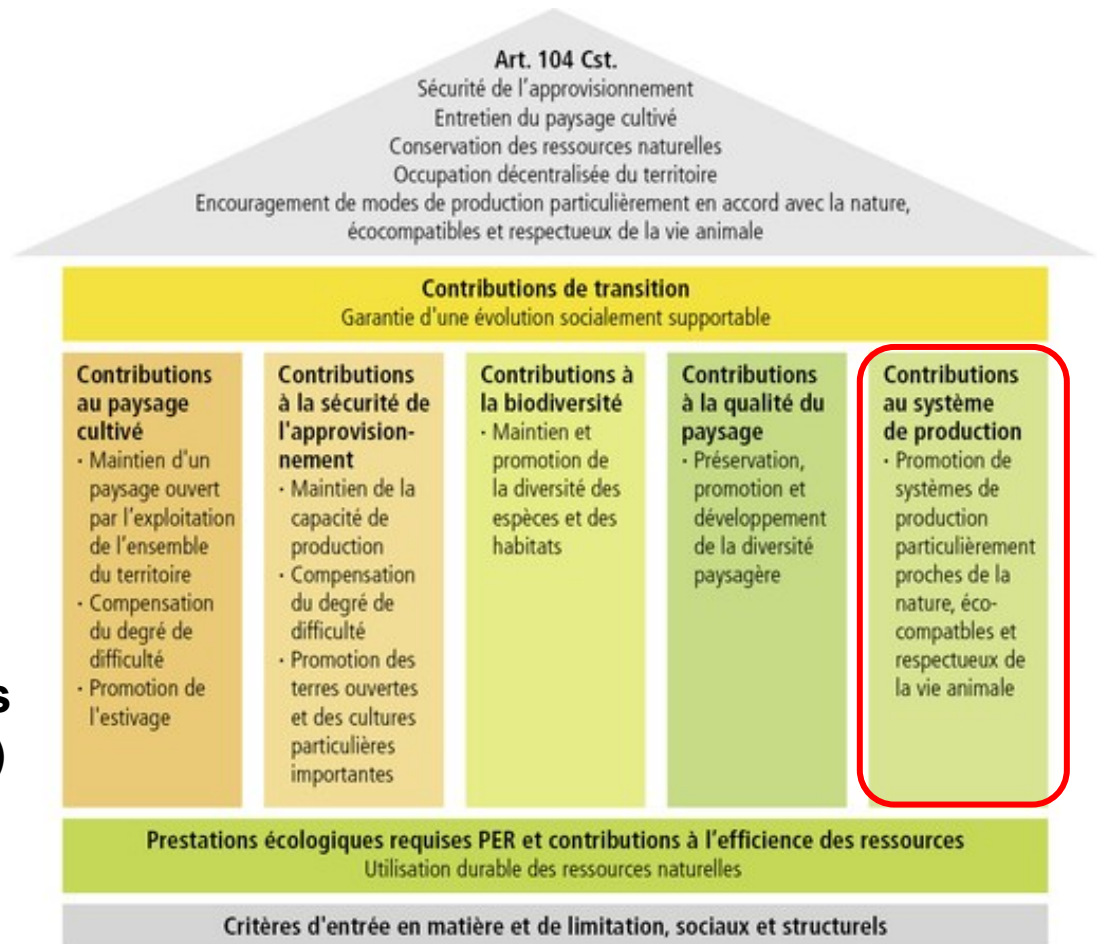 Art. 104 Cst.
Sécurité de l'approvisionnement
Entretien du paysage cultivé
Conservation des ressources naturelles
Occupation décentralisée du territoire
Encouragement de modes de production particulièrement en accord avec la nature,
écocompatibles et respectueux de la vie animale
Contributions de transition
Garantie d'une évolution socialement supportable
Contributions
au paysage
cultivé
· Maintien d'un
paysage ouvert
par l'exploitation
de l'ensemble
du territoire
· Compensation
du degré de
difficulté
· Promotion de
l'estivage
Contributions
à la sécurité de
l'approvision-
nement
· Maintien de la
capacité de
production
· Compensation
du degré de
difficulté
· Promotion des
terres ouvertes
et des cultures
particulières
importantes
Contributions à
la biodiversité
· Maintien et
promotion de
la diversité des
espèces et des
habitats
Contributions
à la qualité du
paysage
· Préservation,
promotion et
développement
de la diversité
paysagère
Contributions
au système
de production
· Promotion de
systèmes de
production
particulièrement
proches de la
nature, éco-
compatbles et
respectueux de
la vie animale
s
)
Prestations écologiques requises PER et contributions à l'efficience des ressources
Utilisation durable des ressources naturelles
Critères d'entrée en matière et de limitation, sociaux et structurels